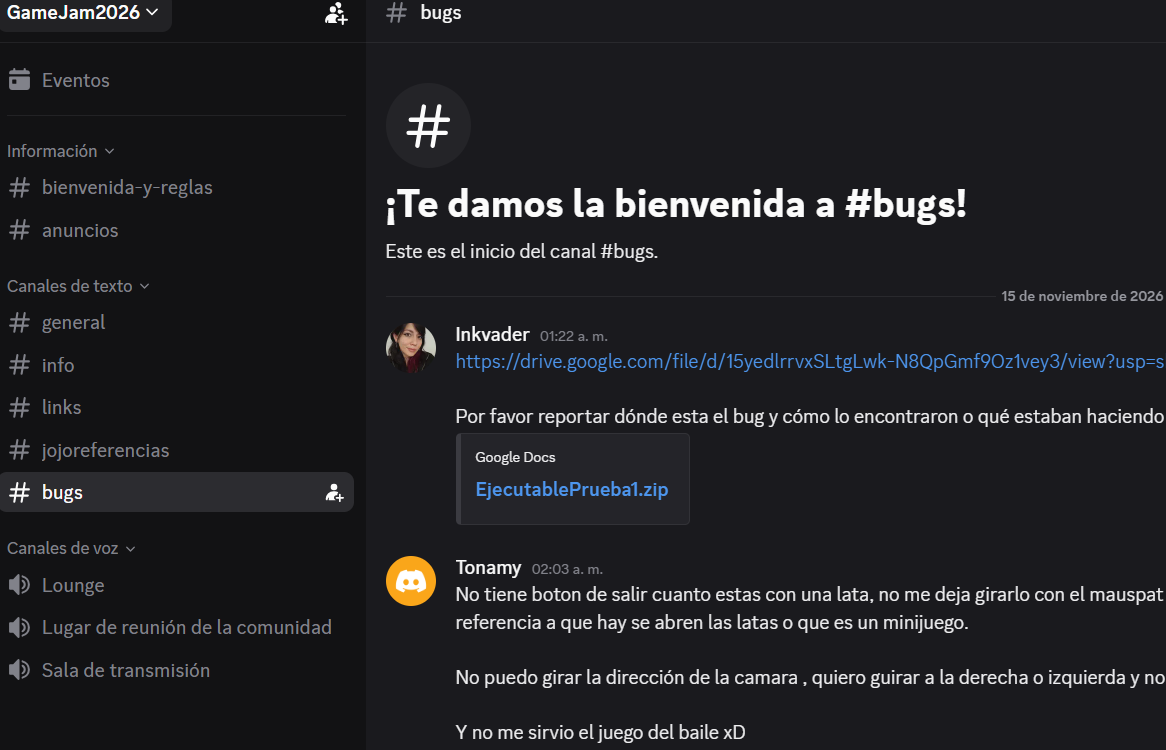 GameJam2026
Eventos
Información
bienvenida-y-reglas
anuncios
Canales de texto
general
info
links
jojoreferencias
bugs
Canales de voz
Lounge
Lugar de reunión de la comunidad
Sala de transmisión
# bugs
#
¡Te damos la bienvenida a #bugs!
Este es el inicio del canal #bugs.
15 de noviembre de 2026
Inkvader 01:22 a. m.
https://drive.google.com/file/d/15yedlrrvxSLtgLwk-N8QpGmf9Oz1vey3/view?usp=s
Por favor reportar dónde esta el bug y cómo lo encontraron o qué estaban haciendo
Google Docs
EjecutablePrueba1.zip
Tonamy 02:03 a. m.
No tiene boton de salir cuanto estas con una lata, no me deja girarlo con el mauspat
referencia a que hay se abren las latas o que es un minijuego.
No puedo girar la dirección de la camara , quiero guirar a la derecha o izquierda y no
Y no me sirvio el juego del baile xD